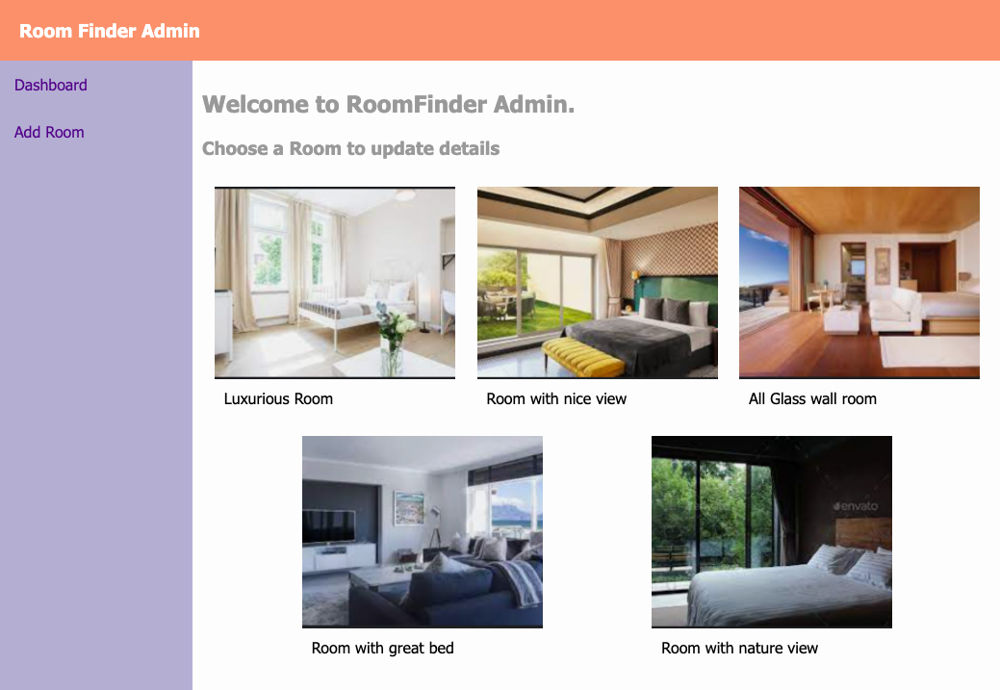 Room Finder Admin
Dashboard
Add Room
Welcome to RoomFinder Admin.
Choose a Room to update details
Luxurious Room
Room with nice view
All Glass wall room
envato
Room with great bed
Room with nature view